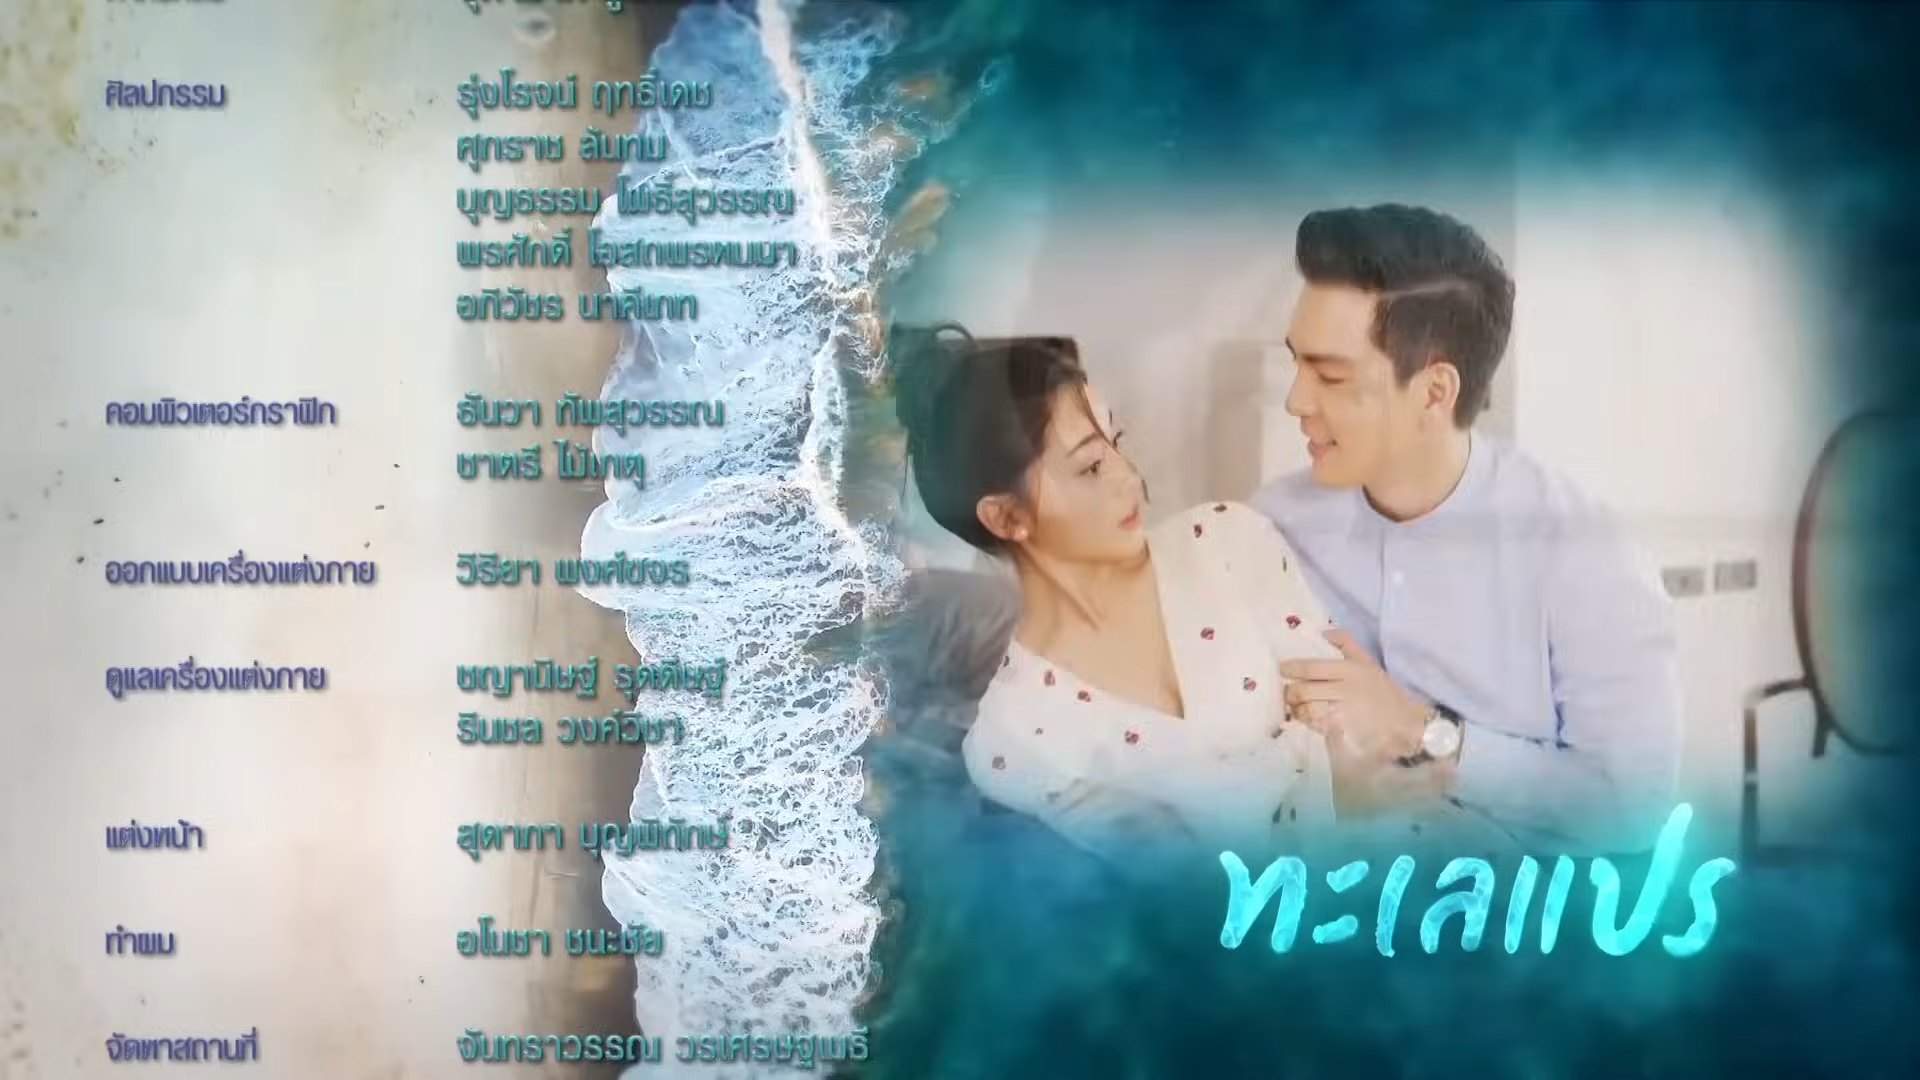 ศิลปกรรม รุ่งโรจน์ ฤทธิ์เดช
ศุภราช ลันทม
บุญธรรม โพธิ์สุวรรณ
พรศักดิ์ โอสถพรหมมา
อภิวัชร นาคีเภท
คอมพิวเตอร์กราฟิก ธันวา ทัพสุวรรณ
ชาตรี ไม้เกตุ
ออกแบบเครื่องแต่งกาย วิริยา พงศ์ขจร
ดูแลเครื่องแต่งกาย ชญานิษฐ์ รุดดิษฐ์
รินชล วงค์วิชา
แต่งหน้า สุดาภา บุญพิทักษ์
ทำผม อโนชา ชนะชัย
จัดหาสถานที่ จันทราวรรณ วรเศรษฐเมธี
ทะเลแปร